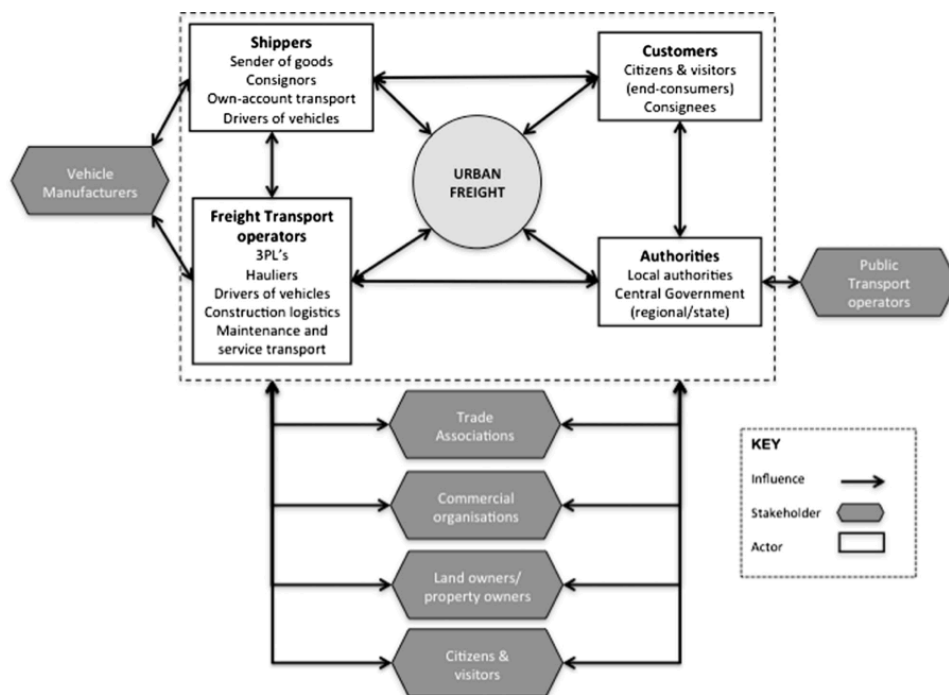 Shippers
Sender of goods
Consignors
Own-account transport
Drivers of vehicles
Customers
Citizens & visitors
(end-consumers)
Consignees
Vehicle
Manufacturers
URBAN
FREIGHT
Freight Transport
operators
3PL's
Hauliers
Drivers of vehicles
Construction logistics
Maintenance and
service transport
Authorities
Local authorities
Central Government
(regional/state)
Public
Transport
operators
Trade
Associations
Commercial
organisations
Land owners/
property owners
Citizens &
visitors
KEY
Influence
Stakeholder
Actor